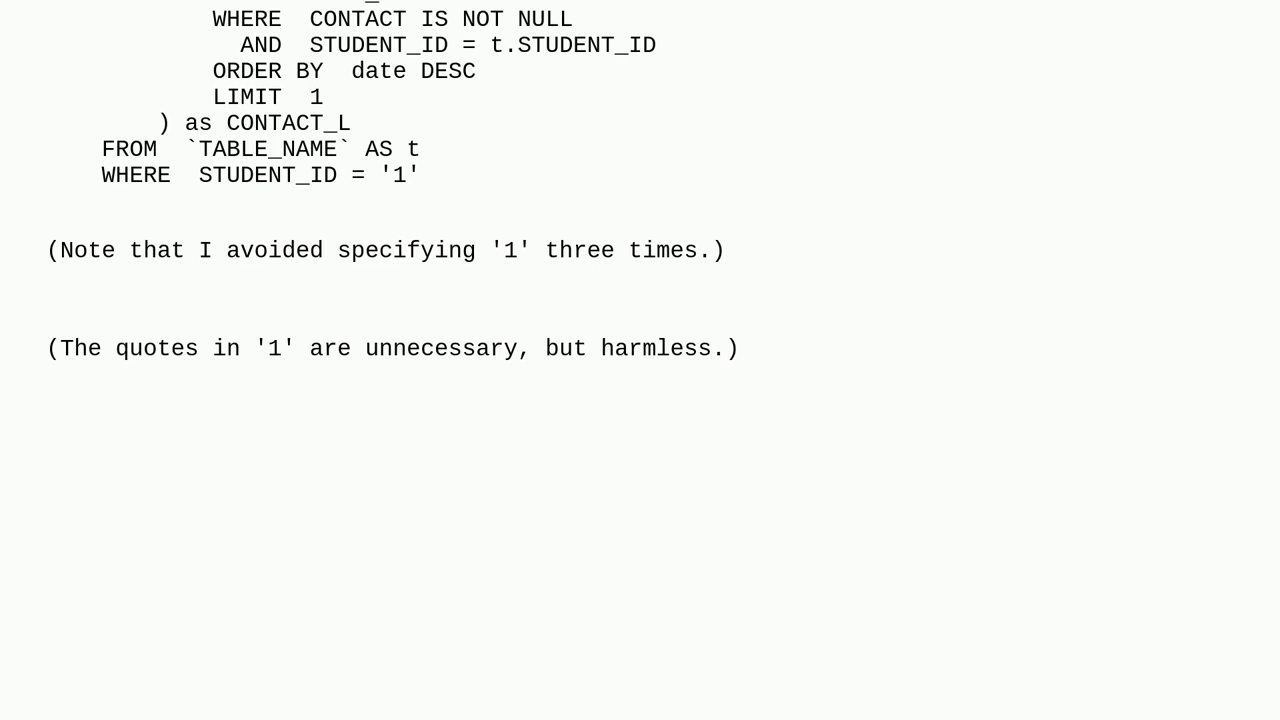 WHERE  CONTACT IS NOT NULL
AND  STUDENT_ID = t.STUDENT_ID
ORDER BY  date DESC
LIMIT  1
) as CONTACT_L
FROM  `TABLE_NAME` AS t
WHERE  STUDENT_ID = '1'
(Note that I avoided specifying '1' three times.)
(The quotes in '1' are unnecessary, but harmless.)